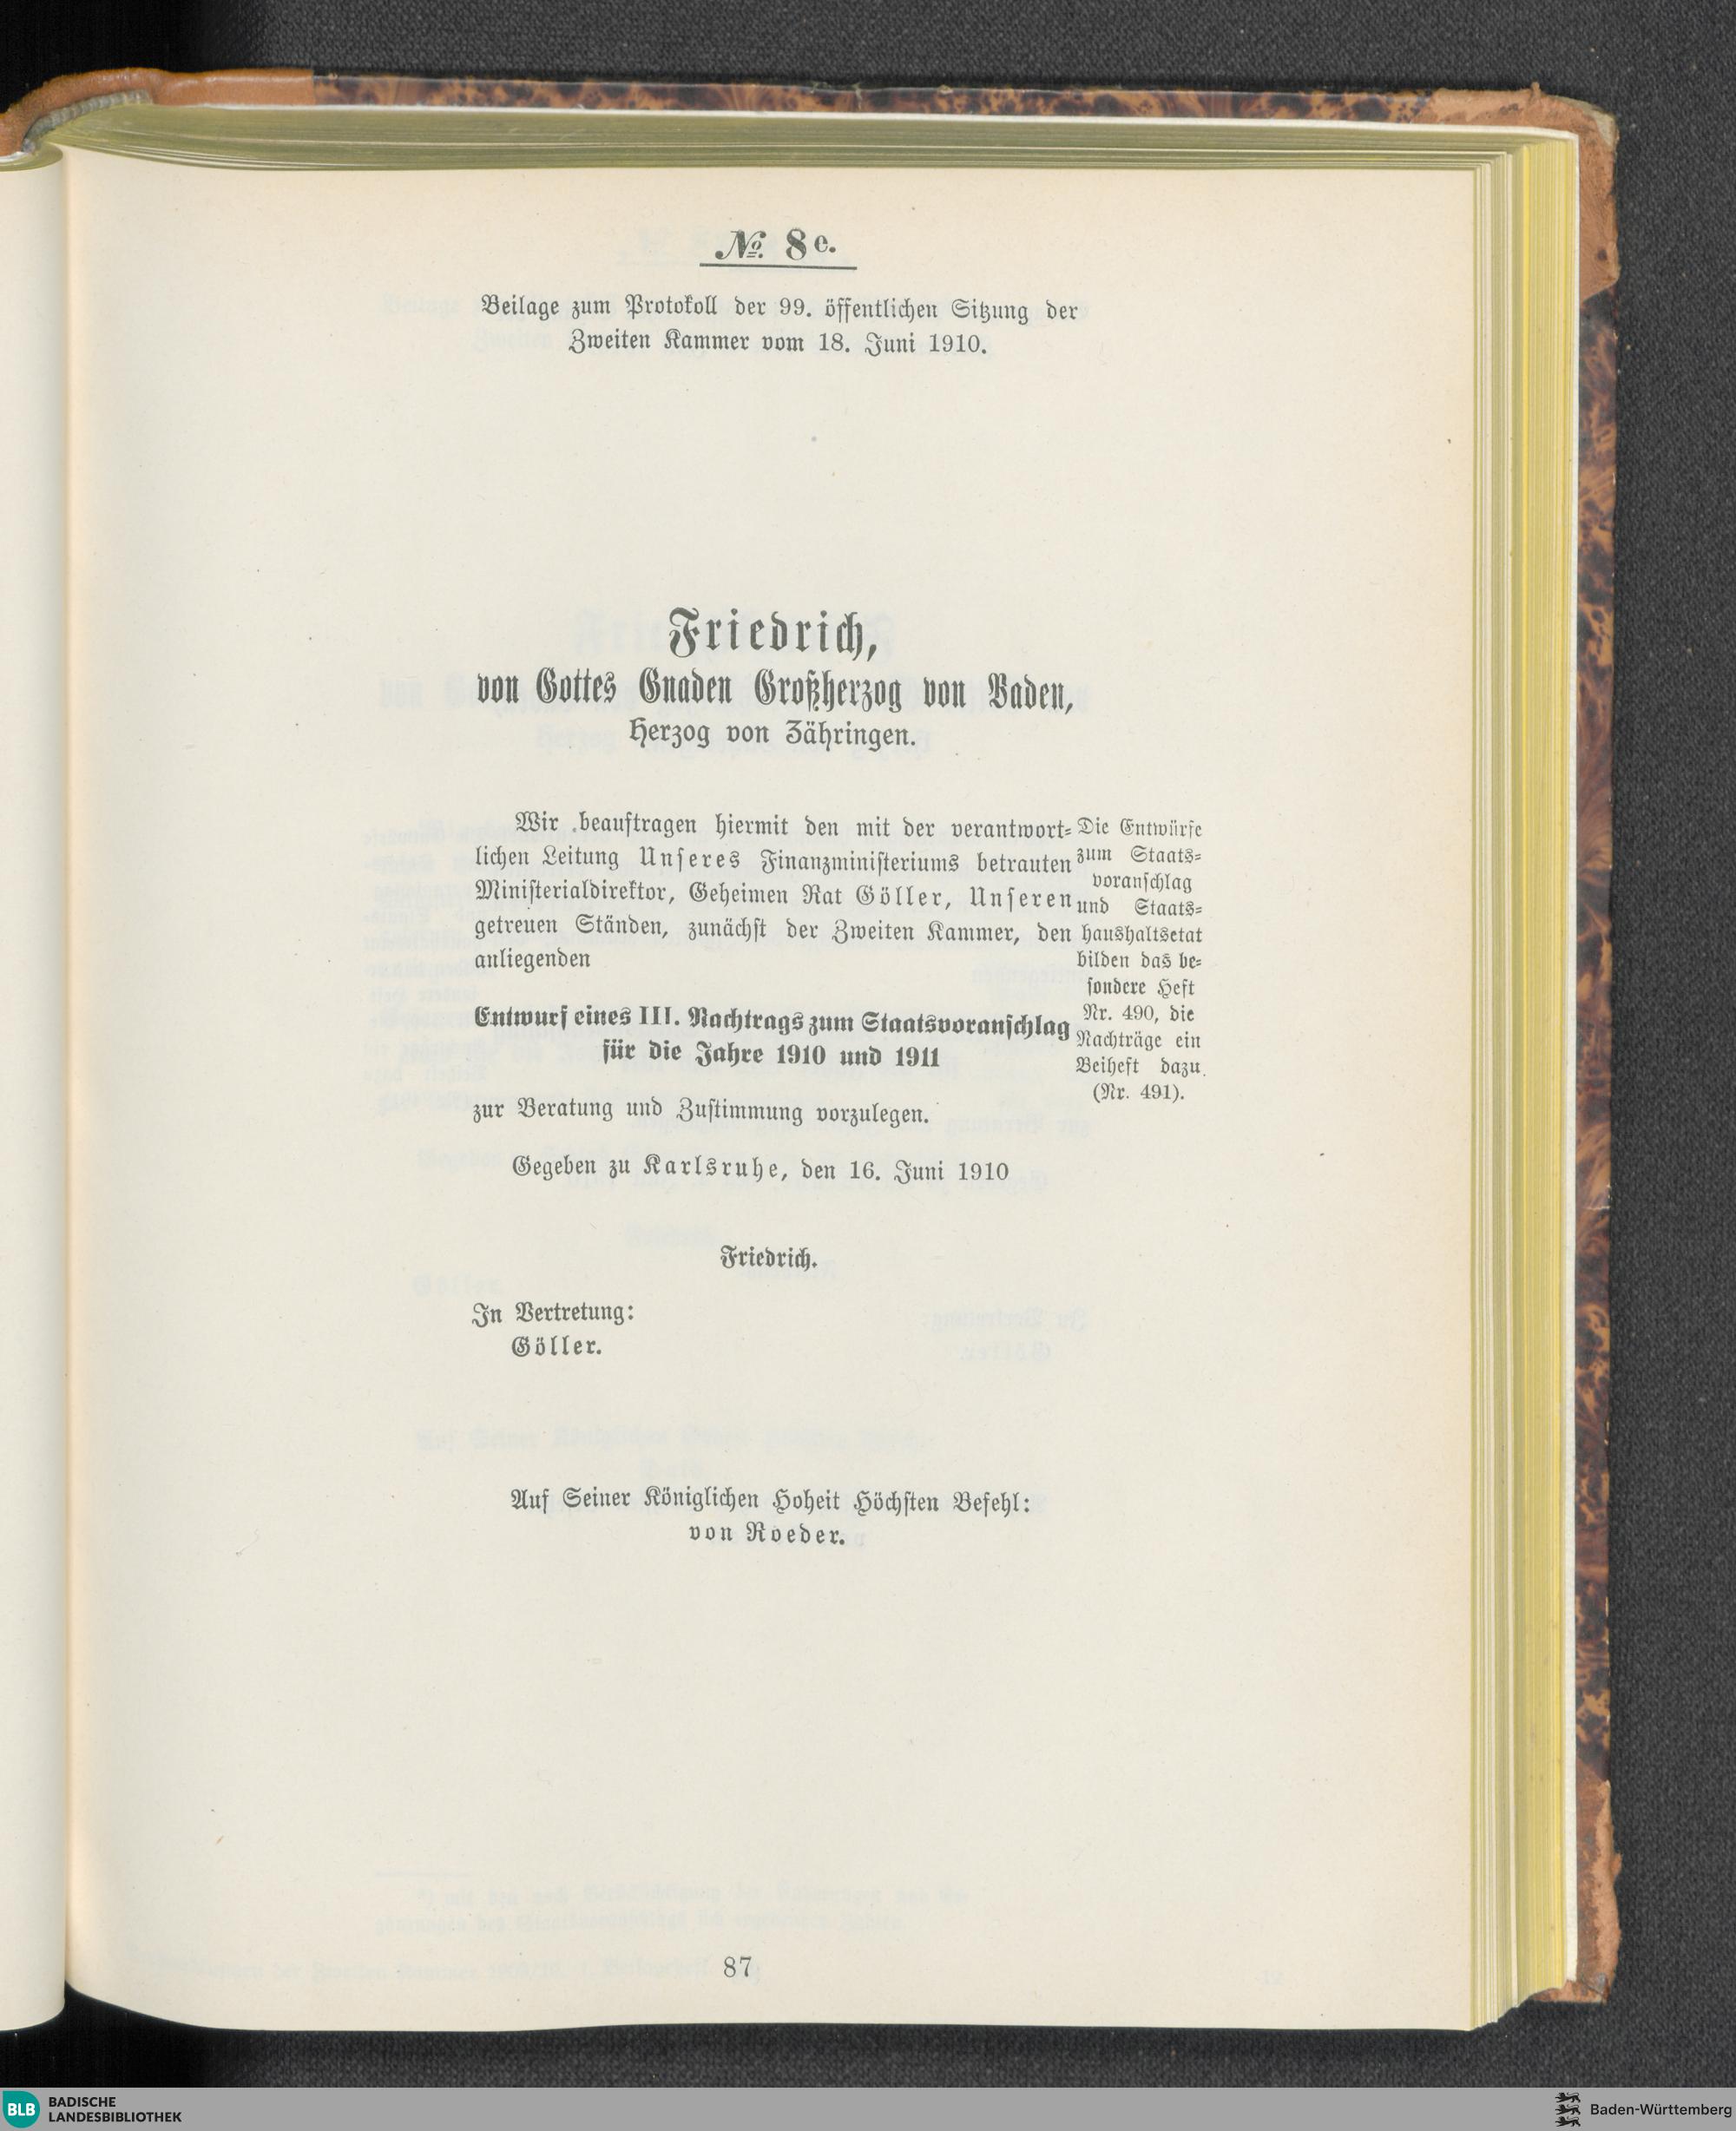 № 8e.
Beilage zum Protokoll der 99. öffentlichen Sitzung der
Zweiten Kammer vom 18. Juni 1910.
Friedrich,
von Gottes Gnaden Großherzog von Baden,
Herzog von Zähringen.
Wir beauftragen hiermit den mit der verantwort-
lichen Leitung Unseres Finanzministeriums betrauten
Ministerialdirektor, Geheimen Rat Göller, Unseren
getreuen Ständen, zunächst der Zweiten Kammer, den
anliegenden
Entwurf eines III. Nachtrags zum Staatsvoranschlag
für die Jahre 1910 und 1911
zur Beratung und Zustimmung vorzulegen.
Die Entwürfe
zum Staats-
voranschlag
und Staats-
haushaltsetat
bilden das be-
sondere Heft
Nr. 490, die
Nachträge ein
Beiheft dazu
(Nr. 491).
Gegeben zu Karlsruhe, den 16. Juni 1910
Friedrich.
In Vertretung:
Göller.
Auf Seiner Königlichen Hoheit Höchsten Befehl:
von Roeder.
87
BLB BADISCHE
LANDESBIBLIOTHEK
Baden-Württemberg